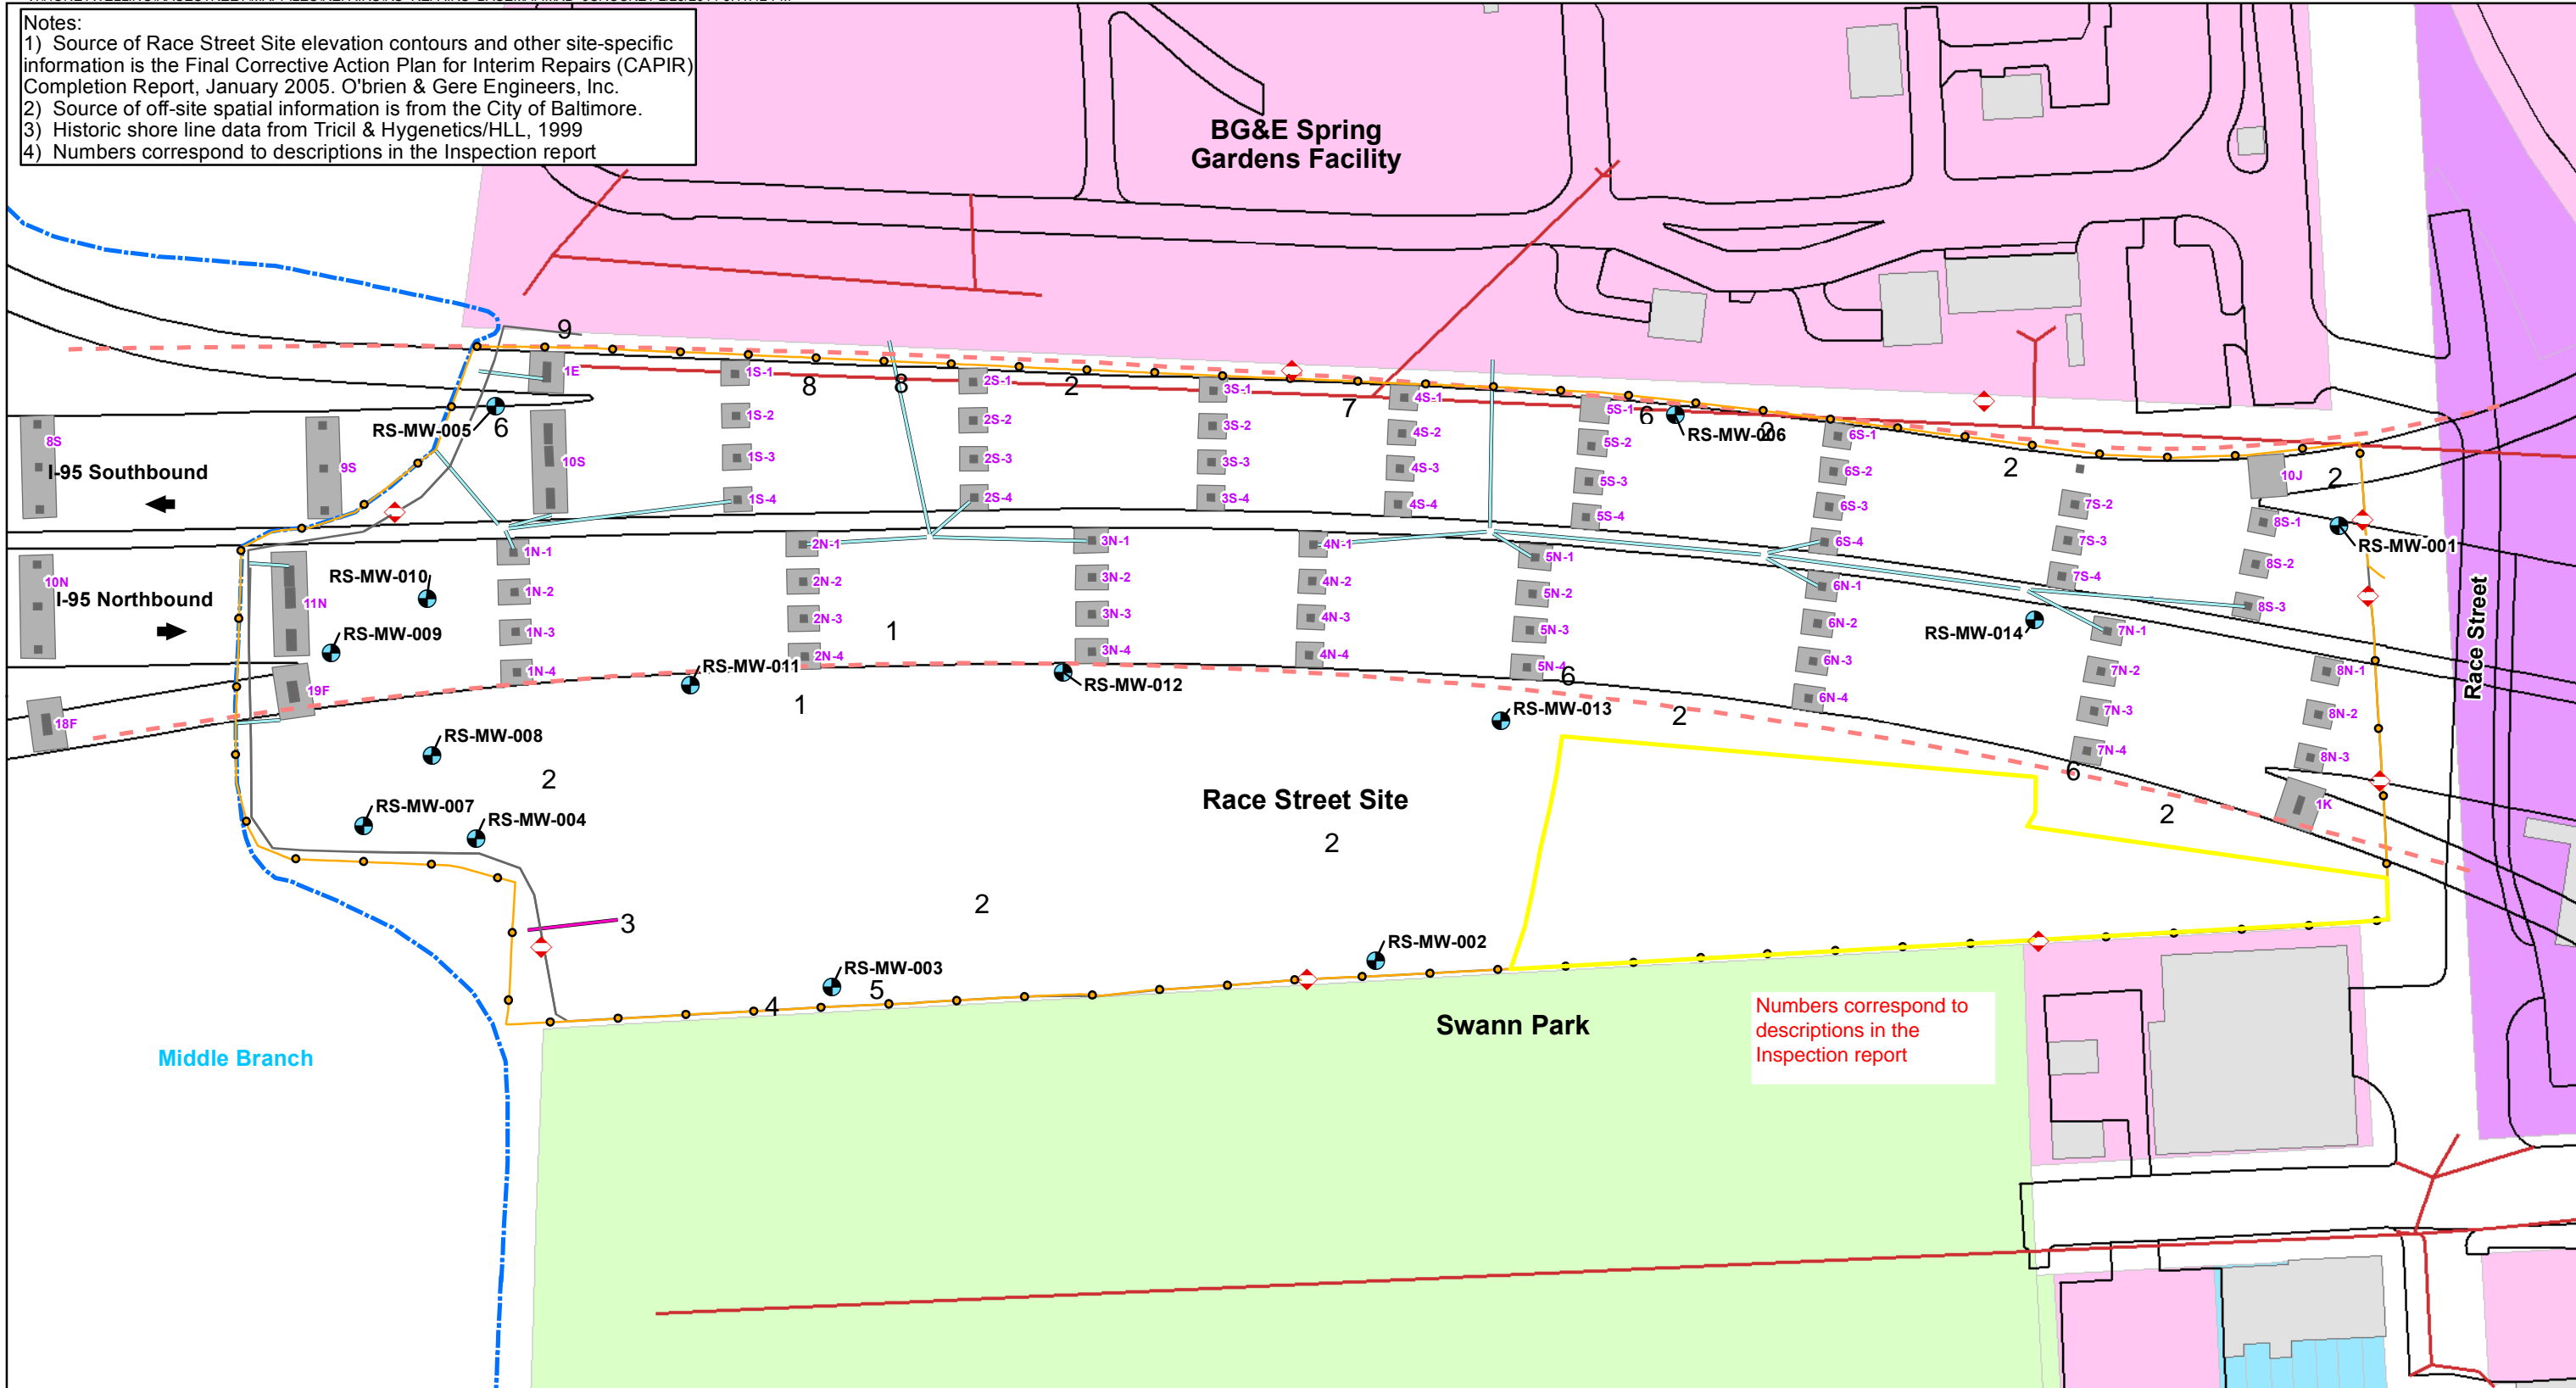 Notes:
1) Source of Race Street Site elevation contours and other site-specific
information is the Final Corrective Action Plan for Interim Repairs (CAPIR)
Completion Report, January 2005. O'brien & Gere Engineers, Inc.
2) Source of off-site spatial information is from the City of Baltimore.
3) Historic shore line data from Tricil & Hygenetics/HLL, 1999
4) Numbers correspond to descriptions in the Inspection report
BG&E Spring
Gardens Facility
9
1E
1S-1
8
8
2S-1
2
3S-1
7
4S-1
5S-1
6
2
RS-MW-006
6S-1
RS-MW-005
6
1S-2
2S-2
3S-2
4S-2
5S-2
6S-2
2
10J
2
8S
I-95 Southbound
9S
10S
1S-3
2S-3
3S-3
4S-3
5S-3
6S-3
7S-2
1S-4
2S-4
3S-4
4S-4
5S-4
6S-4
7S-3
8S-1
RS-MW-001
1N-1
2N-1
3N-1
4N-1
5N-1
6N-1
7S-4
8S-2
10N
I-95 Northbound
11N
RS-MW-010
1N-2
2N-2
3N-2
4N-2
5N-2
6N-2
8S-3
RS-MW-009
1N-3
2N-3
1
3N-3
4N-3
5N-3
6N-3
RS-MW-014
7N-1
Race Street
1N-4
2N-4
3N-4
4N-4
5N-4
6
6N-4
7N-2
8N-1
18F
19F
RS-MW-011
1
RS-MW-012
RS-MW-013
2
7N-3
8N-2
RS-MW-008
2
7N-4
6
8N-3
RS-MW-007
RS-MW-004
Race Street Site
2
2
1K
3
2
RS-MW-002
RS-MW-003
5
4
Middle Branch
Swann Park
Numbers correspond to
descriptions in the
Inspection report